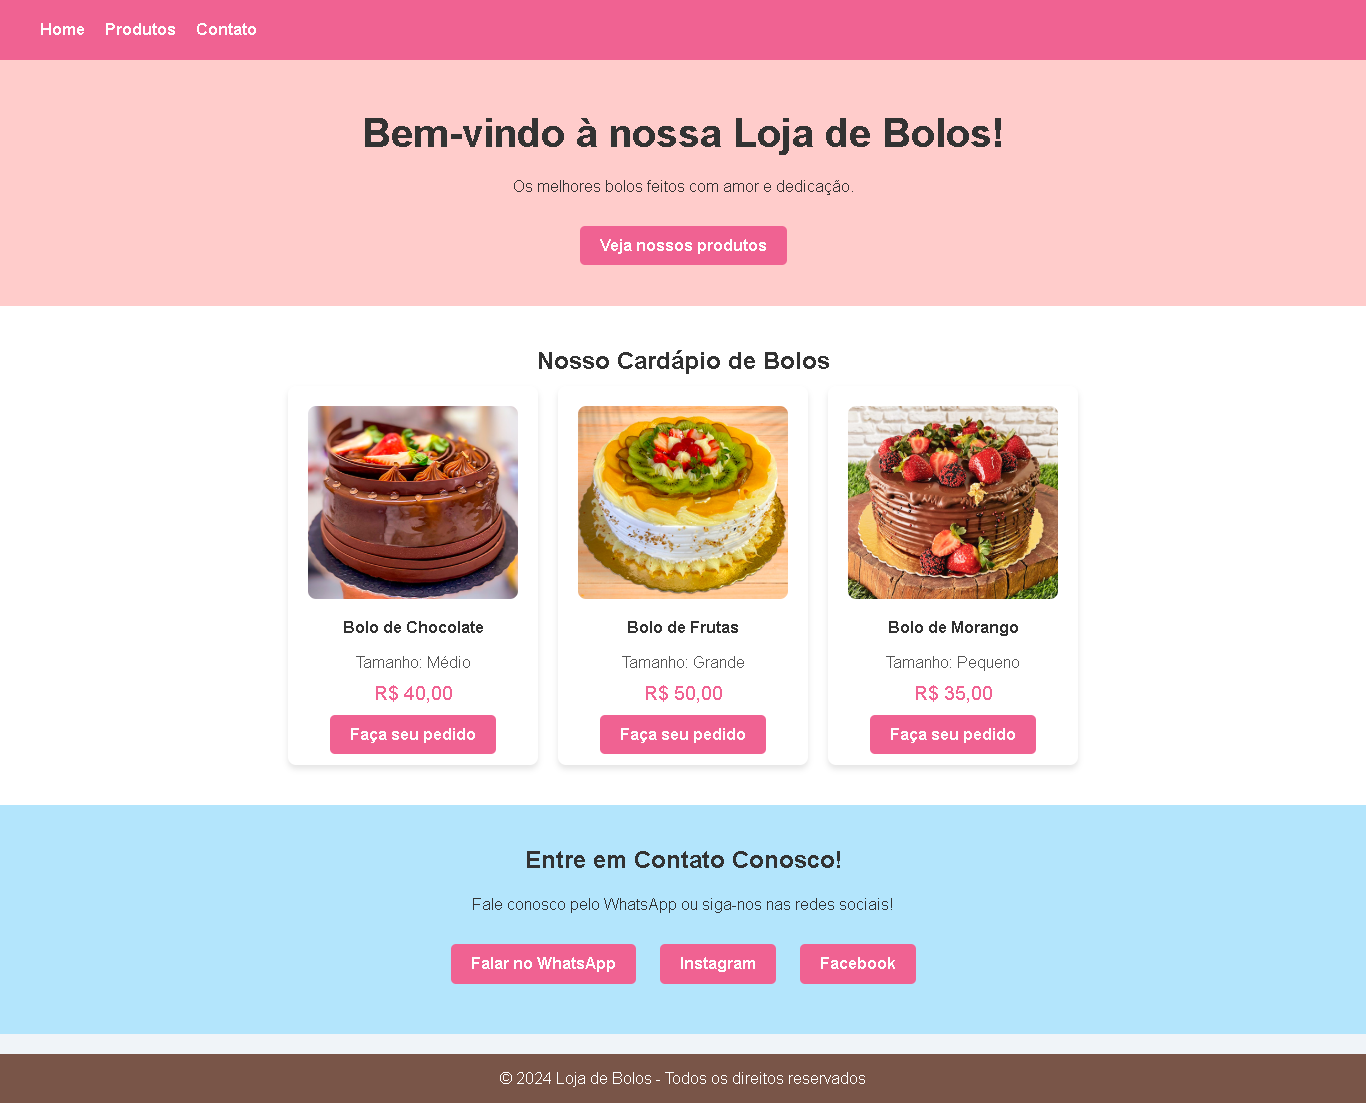 Home Produtos Contato
Bem-vindo à nossa Loja de Bolos!
Os melhores bolos feitos com amor e dedicação.
Veja nossos produtos
Nosso Cardápio de Bolos
Bolo de Chocolate
Tamanho: Médio
R$ 40,00
Faça seu pedido
Bolo de Frutas
Tamanho: Grande
R$ 50,00
Faça seu pedido
Bolo de Morango
Tamanho: Pequeno
R$ 35,00
Faça seu pedido
Entre em Contato Conosco!
Fale conosco pelo WhatsApp ou siga-nos nas redes sociais!
Falar no WhatsApp Instagram Facebook
© 2024 Loja de Bolos - Todos os direitos reservados